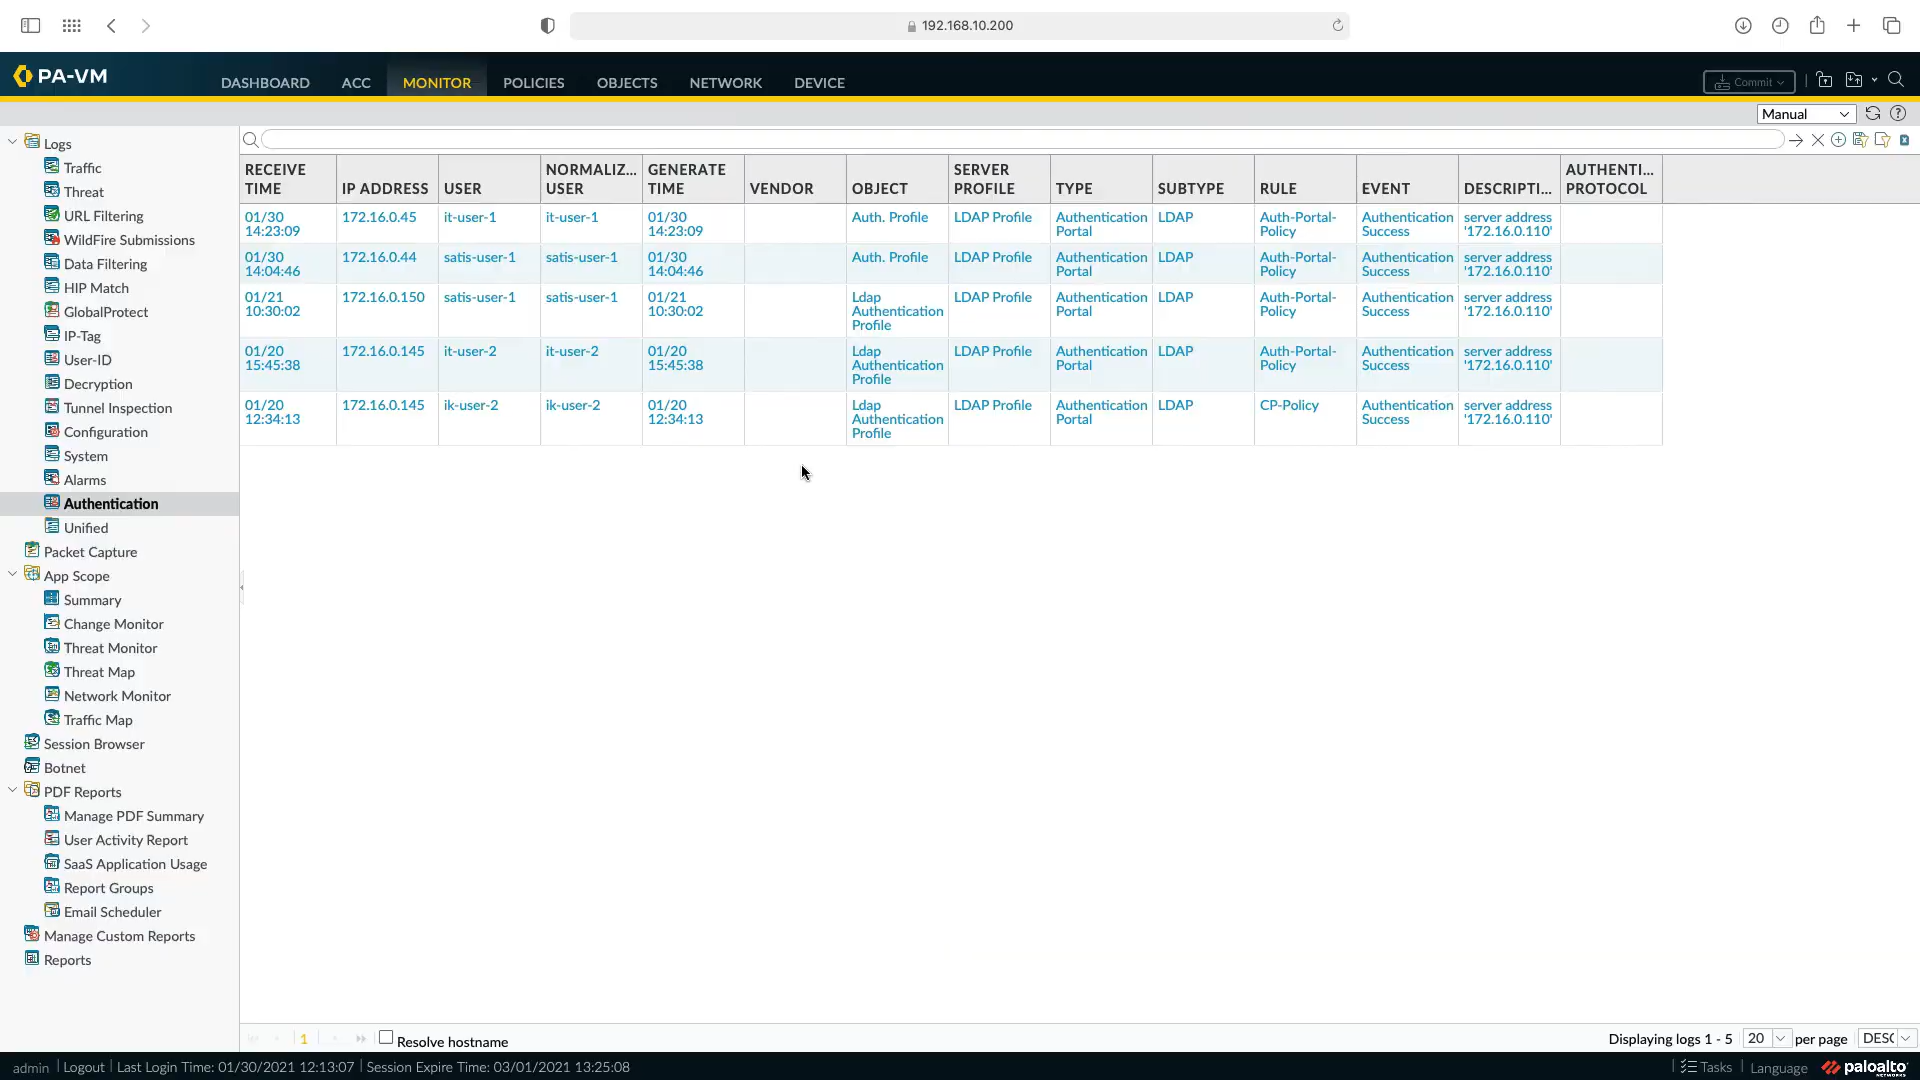 192.168.10.200
PA-VM
DASHBOARD
ACC
MONITOR
POLICIES
OBJECTS
NETWORK
DEVICE
Commit
Manual
Logs
Traffic
Threat
URL Filtering
WildFire Submissions
Data Filtering
HIP Match
GlobalProtect
IP-Tag
User-ID
Decryption
Tunnel Inspection
Configuration
System
Alarms
Authentication
Unified
Packet Capture
App Scope
Summary
Change Monitor
Threat Monitor
Threat Map
Network Monitor
Traffic Map
Session Browser
Botnet
PDF Reports
Manage PDF Summary
User Activity Report
SaaS Application Usage
Report Groups
Email Scheduler
Manage Custom Reports
Reports
RECEIVE
TIME
IP ADDRESS
USER
NORMALIZ...
USER
GENERATE
TIME
VENDOR
OBJECT
SERVER
PROFILE
TYPE
SUBTYPE
RULE
EVENT
DESCRIPTI...
AUTHENTI...
PROTOCOL
01/30
14:23:09
172.16.0.45
it-user-1
it-user-1
01/30
14:23:09
Auth. Profile
LDAP Profile
Authentication
Portal
LDAP
Auth-Portal-
Policy
Authentication
Success
server address
'172.16.0.110'
01/30
14:04:46
172.16.0.44
satis-user-1
satis-user-1
01/30
14:04:46
Auth. Profile
LDAP Profile
Authentication
Portal
LDAP
Auth-Portal-
Policy
Authentication
Success
server address
'172.16.0.110'
01/21
10:30:02
172.16.0.150
satis-user-1
satis-user-1
01/21
10:30:02
Ldap
Authentication
Profile
LDAP Profile
Authentication
Portal
LDAP
Auth-Portal-
Policy
Authentication
Success
server address
'172.16.0.110'
01/20
15:45:38
172.16.0.145
it-user-2
it-user-2
01/20
15:45:38
Ldap
Authentication
Profile
LDAP Profile
Authentication
Portal
LDAP
Auth-Portal-
Policy
Authentication
Success
server address
'172.16.0.110'
01/20
12:34:13
172.16.0.145
ik-user-2
ik-user-2
01/20
12:34:13
Ldap
Authentication
Profile
LDAP Profile
Authentication
Portal
LDAP
CP-Policy
Authentication
Success
server address
'172.16.0.110'
1
Resolve hostname
Displaying logs 1 - 5
20
per page
DESC
admin | Logout | Last Login Time: 01/30/2021 12:13:07 | Session Expire Time: 03/01/2021 13:25:08
Tasks | Language
paloalto
NETWORKS